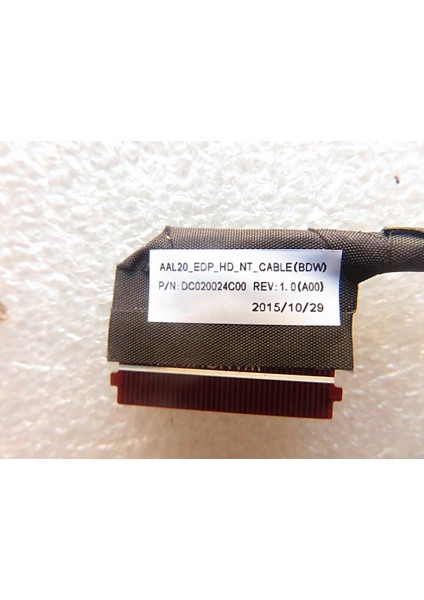 AAL20_EDP_HD_NT_CABLE(BDW)
P/N:DC020024C00 REV:1.0(A00)
2015/10/29